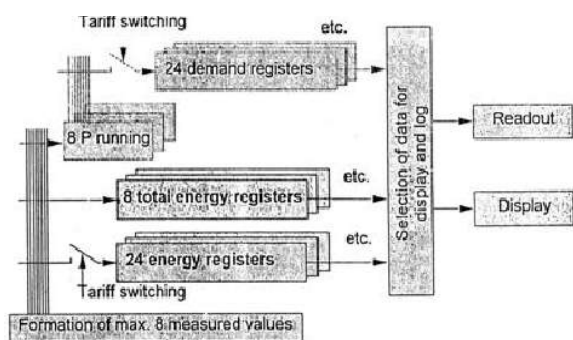 Tariff switching
etc.
24 demand registers
8 P running
etc.
8 total energy registers
etc.
24 energy registers
Tariff switching
Formation of max. 8 measured values
Selection of data for
display and log
Readout
Display